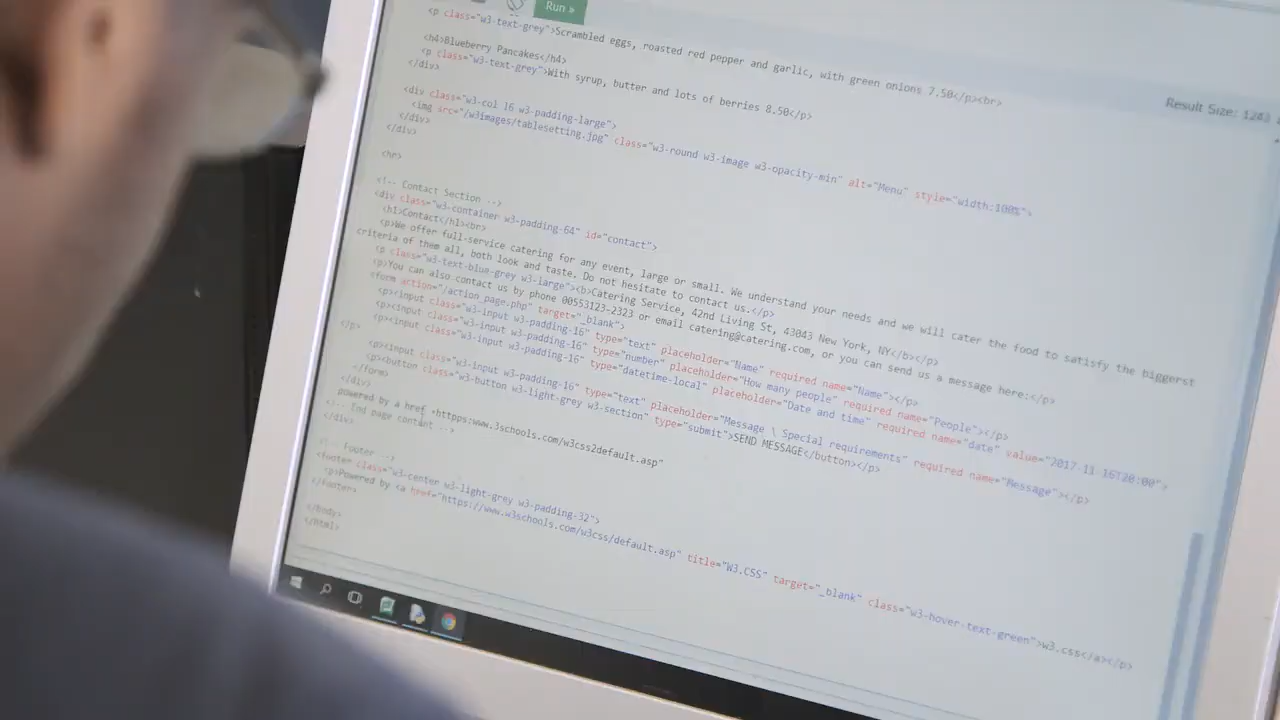 Run »
Result Size: 1243
<p class="w3-text-grey">Scrambled eggs, roasted red pepper and garlic, with green onions 7.50</p><br>
<h4>Blueberry Pancakes</h4>
<p class="w3-text-grey">With syrup, butter and lots of berries 8.50</p>
</div>
<div class="w3-col l6 w3-padding-large">
<img src="/w3images/tablesetting.jpg" class="w3-round w3-image w3-opacity-min" alt="Menu" style="width:100%">
</div>
</div>
<hr>
<!-- Contact Section -->
<div class="w3-container w3-padding-64" id="contact">
<h1>Contact</h1><br>
<p>We offer full-service catering for any event, large or small. We understand your needs and we will cater the food to satisfy the biggerst
criteria of them all, both look and taste. Do not hesitate to contact us.</p>
<p class="w3-text-blue-grey w3-large"><b>Catering Service, 42nd Living St, 43043 New York, NY</b></p>
<p>You can also contact us by phone 00553123-2323 or email catering@catering.com, or you can send us a message here:</p>
<form action="/action_page.php" target="_blank">
<p><input class="w3-input w3-padding-16" type="text" placeholder="Name" required name="Name"></p>
<p><input class="w3-input w3-padding-16" type="number" placeholder="How many people" required name="People"></p>
<p><input class="w3-input w3-padding-16" type="datetime-local" placeholder="Date and time" required name="date" value="2017-11-16T20:00">
</p>
<p><input class="w3-input w3-padding-16" type="text" placeholder="Message \ Special requirements" required name="Message"></p>
<p><button class="w3-button w3-light-grey w3-section" type="submit">SEND MESSAGE</button></p>
</form>
</div>
powered by a href "httpps:www.3schools.com/w3css2default.asp"
<!-- End page content -->
</div>
<!-- Footer -->
<footer class="w3-center w3-light-grey w3-padding-32">
<p>Powered by <a href="https://www.w3schools.com/w3css/default.asp" title="W3.CSS" target="_blank" class="w3-hover-text-green">w3.css</a></p>
</footer>
</body>
</html>